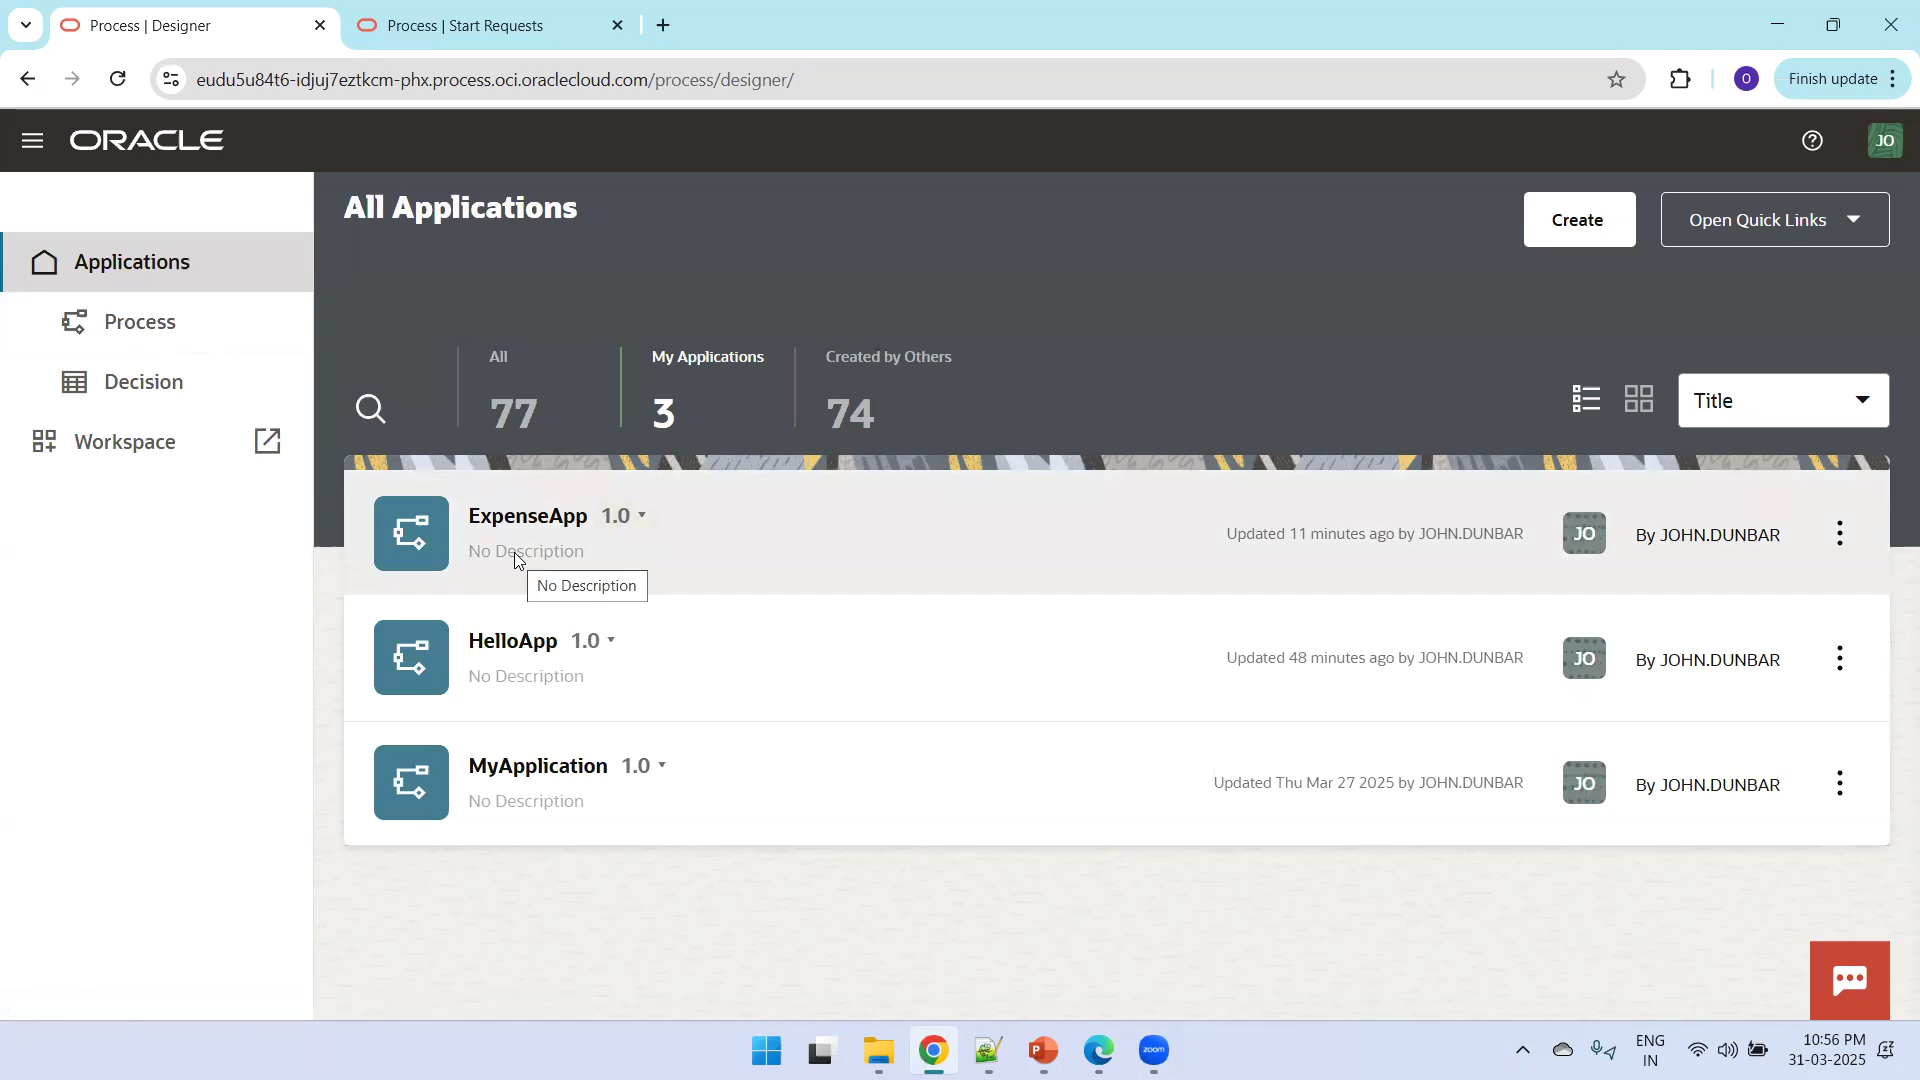 Process | Designer
Process | Start Requests
eudu5u84t6-idjuj7eztkcm-phx.process.oci.oraclecloud.com/process/designer/
O
Finish update
ORACLE
JO
All Applications
Create
Open Quick Links
Applications
Process
Decision
Workspace
All
77
My Applications
3
Created by Others
74
Title
ExpenseApp 1.0
No Description
Updated 11 minutes ago by JOHN.DUNBAR
JO
By JOHN.DUNBAR
No Description
HelloApp 1.0
No Description
Updated 48 minutes ago by JOHN.DUNBAR
JO
By JOHN.DUNBAR
MyApplication 1.0
No Description
Updated Thu Mar 27 2025 by JOHN.DUNBAR
JO
By JOHN.DUNBAR
zoom
ENG
IN
10:56 PM
31-03-2025